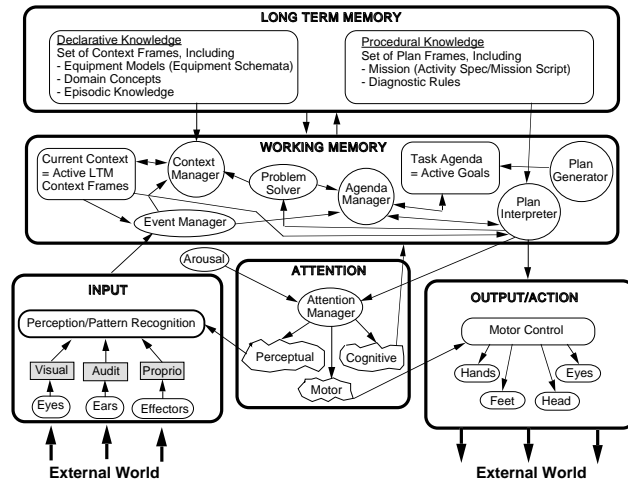 LONG TERM MEMORY
Declarative Knowledge
Set of Context Frames, Including
- Equipment Models (Equipment Schemata)
- Domain Concepts
- Episodic Knowledge
Procedural Knowledge
Set of Plan Frames, Including
- Mission (Activity Spec/Mission Script)
- Diagnostic Rules
WORKING MEMORY
Current Context
= Active LTM
Context Frames
Context
Manager
Problem
Solver
Event Manager
Agenda
Manager
Task Agenda
= Active Goals
Plan
Generator
Plan
Interpreter
Arousal
INPUT
Perception/Pattern Recognition
Visual
Audit
Proprio
Eyes
Ears
Effectors
External World
ATTENTION
Attention
Manager
Perceptual
Cognitive
Motor
OUTPUT/ACTION
Motor Control
Hands
Eyes
Feet
Head
External World